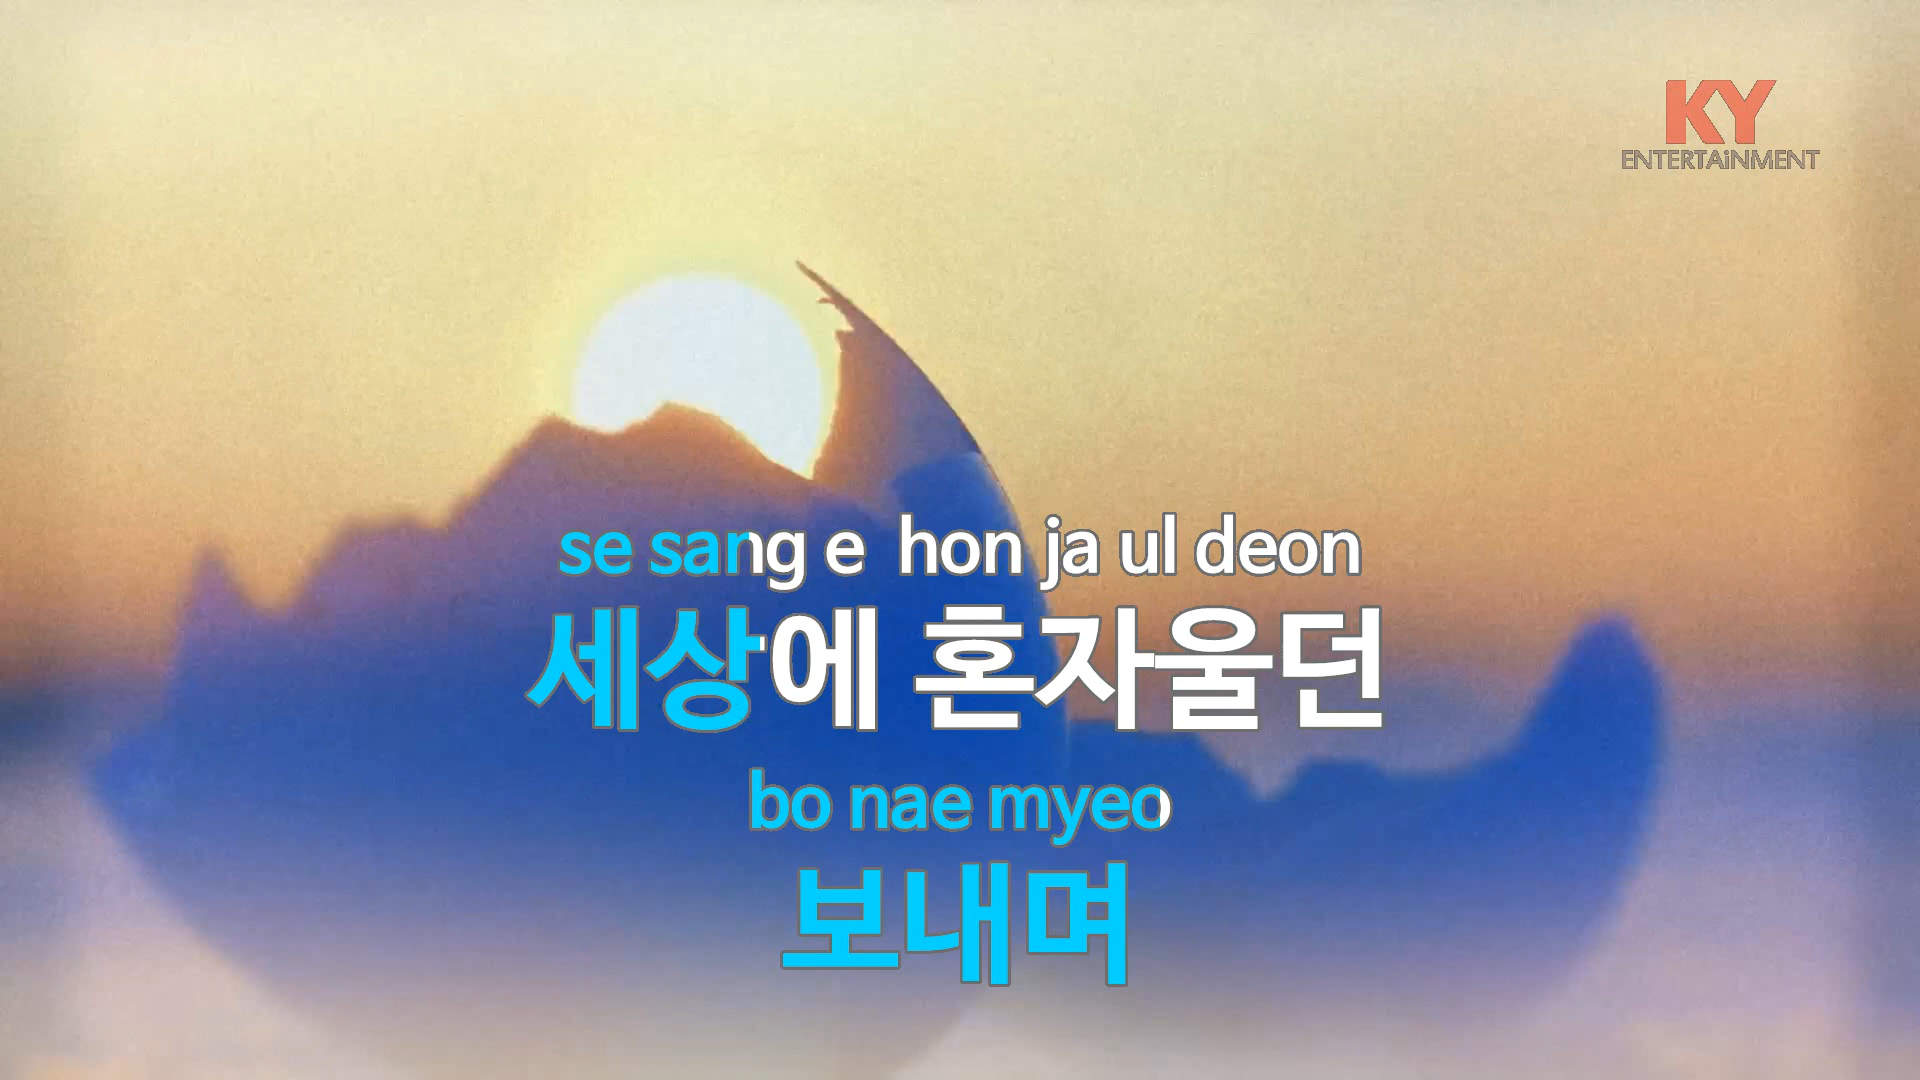 KY
ENTERTAiNMENT
se sang e hon ja ul deon
세상에 혼자울던
bo nae myeo
보내며